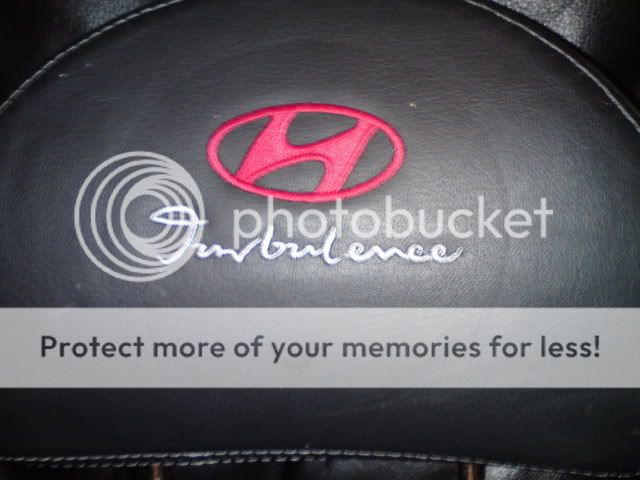 photobucket
Turbulence
Protect more of your memories for less!